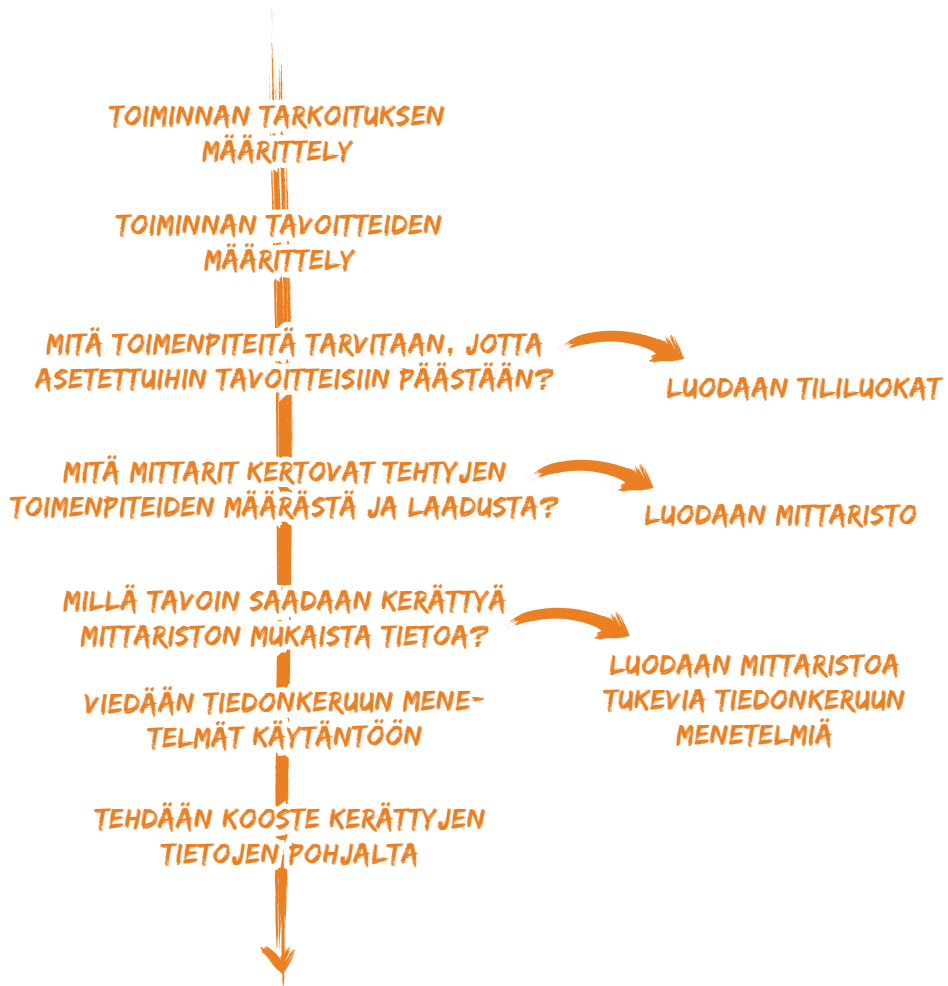 TOIMINNAN TARKOITUKSEN
MÄÄRITTELY
TOIMINNAN TAVOITTEIDEN
MÄÄRITTELY
MITÄ TOIMENPITEITÄ TARVITAAN, JOTTA
ASETETTUIHIN TAVOITTEISIIN PÄÄSTÄÄN?
LUODAAN TILILUOKAT
MITÄ MITTARIT KERTOVAT TEHTYJEN
TOIMENPITEIDEN MÄÄRÄSTÄ JA LAADUSTA?
LUODAAN MITTARISTO
MILLÄ TAVOIN SAADAAN KERÄTTYÄ
MITTARISTON MUKAISTA TIETOA?
LUODAAN MITTARISTOA
TUKEVIA TIEDONKERUUN
MENETELMIÄ
VIEDÄÄN TIEDONKERUUN MENE-
TELMÄT KÄYTÄNTÖÖN
TEHDÄÄN KOOSTE KERÄTTYJEN
TIETOJEN POHJALTA